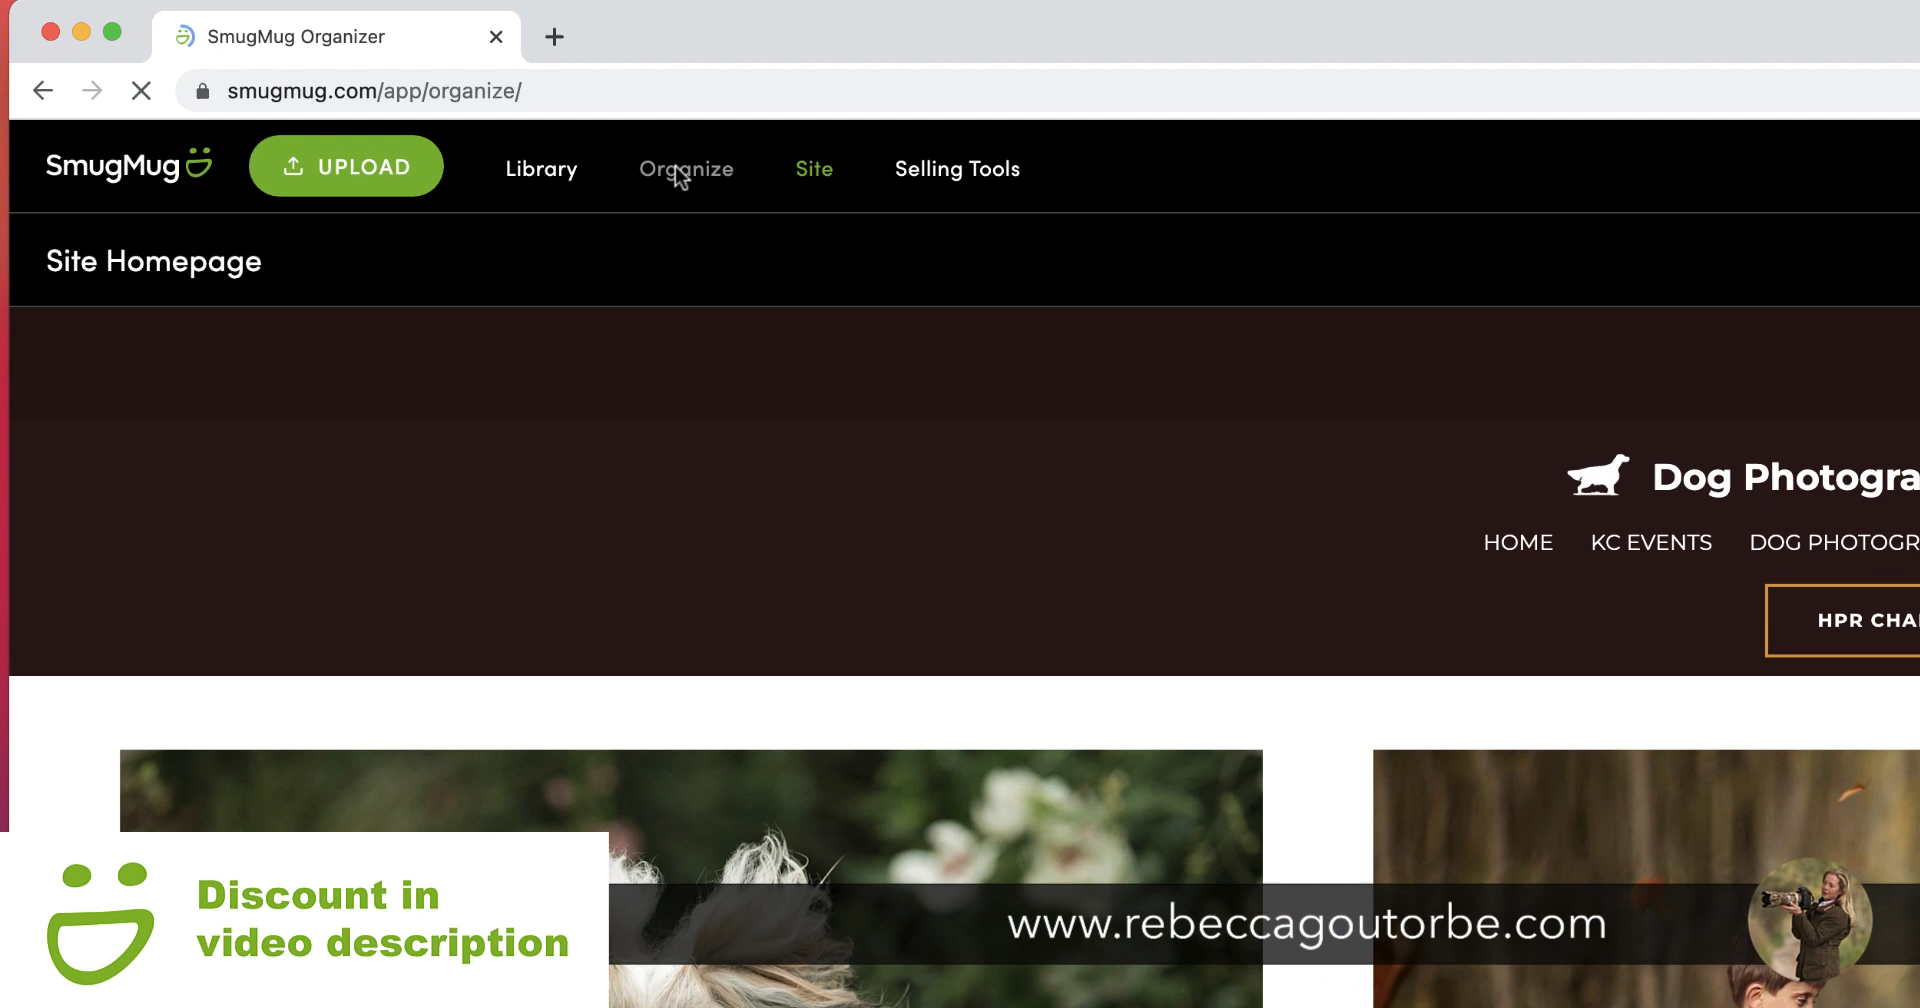 SmugMug Organizer
smugmug.com/app/organize/
SmugMug UPLOAD Library Organize Site Selling Tools
Site Homepage
Dog Photogra
HOME KC EVENTS DOG PHOTOGR
HPR CHA
Discount in
video description
www.rebeccagoutorbe.com